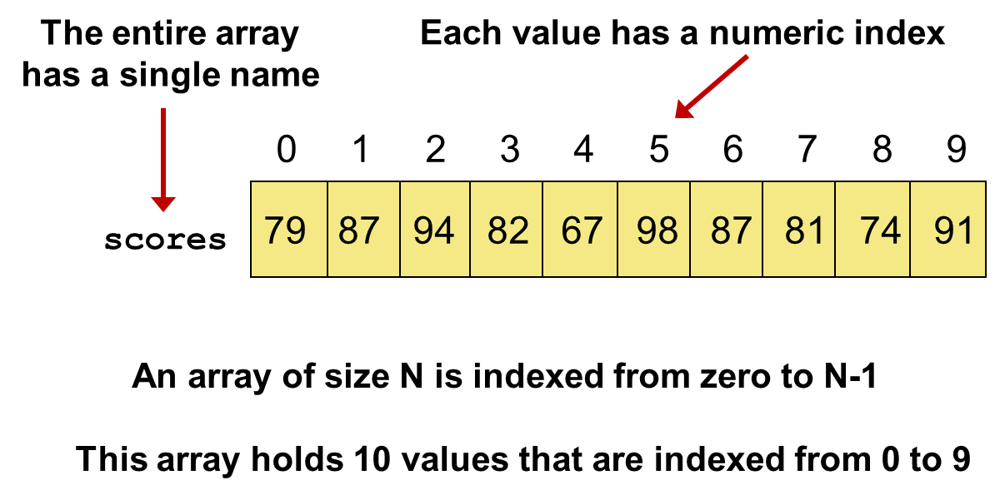 The entire array
has a single name
Each value has a numeric index
0 1 2 3 4 5 6 7 8 9
scores 79 87 94 82 67 98 87 81 74 91
An array of size N is indexed from zero to N-1
This array holds 10 values that are indexed from 0 to 9